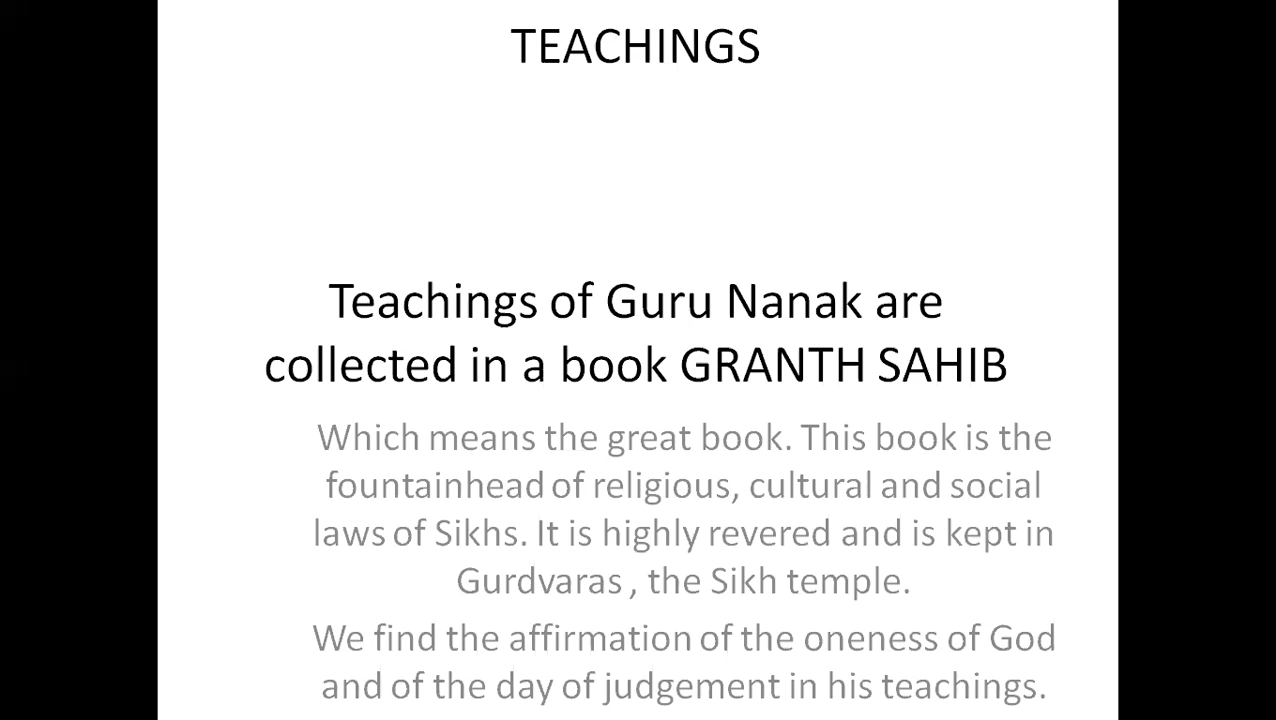 TEACHINGS
Teachings of Guru Nanak are
collected in a book GRANTH SAHIB
Which means the great book. This book is the
fountainhead of religious, cultural and social
laws of Sikhs. It is highly revered and is kept in
Gurdvaras , the Sikh temple.
We find the affirmation of the oneness of God
and of the day of judgement in his teachings.